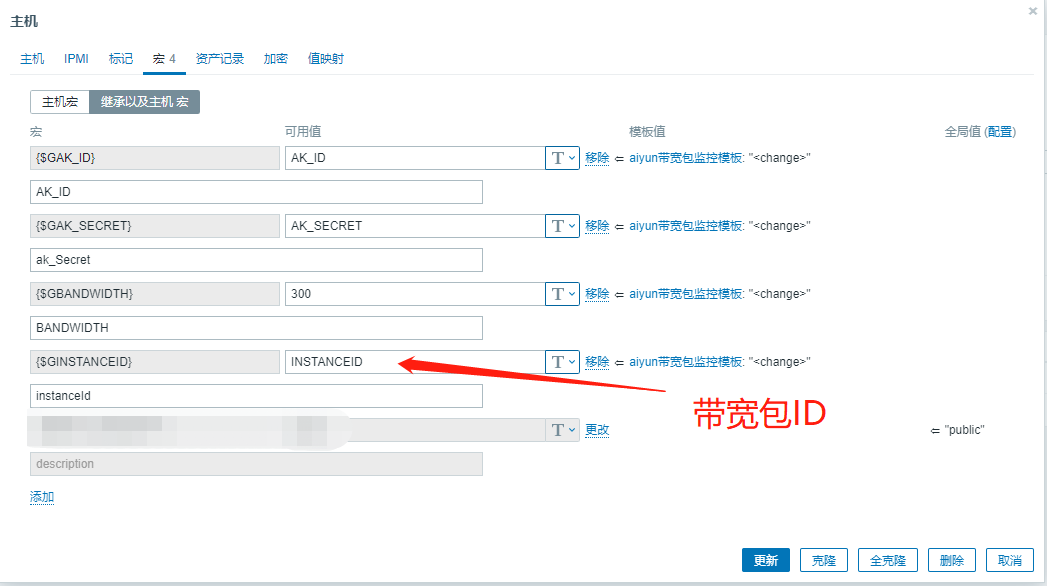 主机
主机 IPMI 标记 宏 4 资产记录 加密 值映射
主机宏 继承以及主机 宏
宏 可用值 模板值 全局值 (配置)
{$GAK_ID} AK_ID T 移除 ⇐ aiyun带宽包监控模板: "<change>"
AK_ID
{$GAK_SECRET} AK_SECRET T 移除 ⇐ aiyun带宽包监控模板: "<change>"
ak_Secret
{$GBANDWIDTH} 300 T 移除 ⇐ aiyun带宽包监控模板: "<change>"
BANDWIDTH
{$GINSTANCEID} INSTANCEID T 移除 ⇐ aiyun带宽包监控模板: "<change>"
instanceId
带宽包ID
T 更改 ⇐ "public"
description
添加
更新 克隆 全克隆 删除 取消